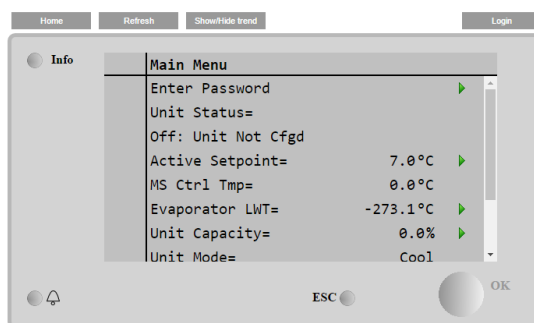 Home Refresh Show/Hide trend Login
Info
Main Menu
Enter Password
Unit Status=
Off: Unit Not Cfgd
Active Setpoint= 7.0°C
MS Ctrl Tmp= 0.0°C
Evaporator LWT= -273.1°C
Unit Capacity= 0.0%
Unit Mode= Cool
ESC OK